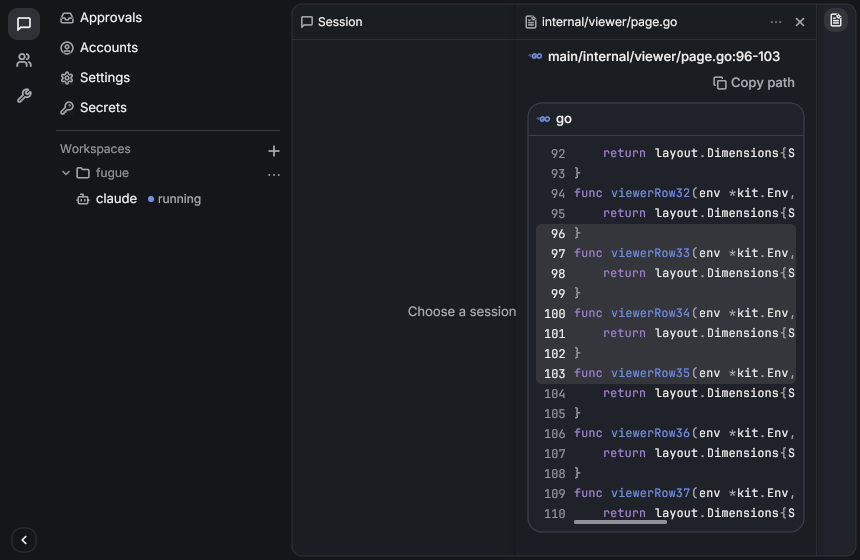 Approvals
Accounts
Settings
Secrets
Workspaces
fugue
claude running
Session
Choose a session
internal/viewer/page.go
main/internal/viewer/page.go:96-103
Copy path
go
92 return layout.Dimensions{S
93 }
94 func viewerRow32(env *kit.Env,
95 return layout.Dimensions{S
96 }
97 func viewerRow33(env *kit.Env,
98 return layout.Dimensions{S
99 }
100 func viewerRow34(env *kit.Env,
101 return layout.Dimensions{S
102 }
103 func viewerRow35(env *kit.Env,
104 return layout.Dimensions{S
105 }
106 func viewerRow36(env *kit.Env,
107 return layout.Dimensions{S
108 }
109 func viewerRow37(env *kit.Env,
110 return layout.Dimensions{S